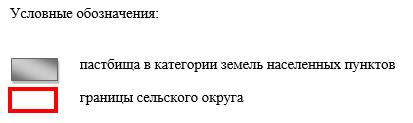 Условные обозначения:
пастбища в категории земель населенных пунктов
границы сельского округа